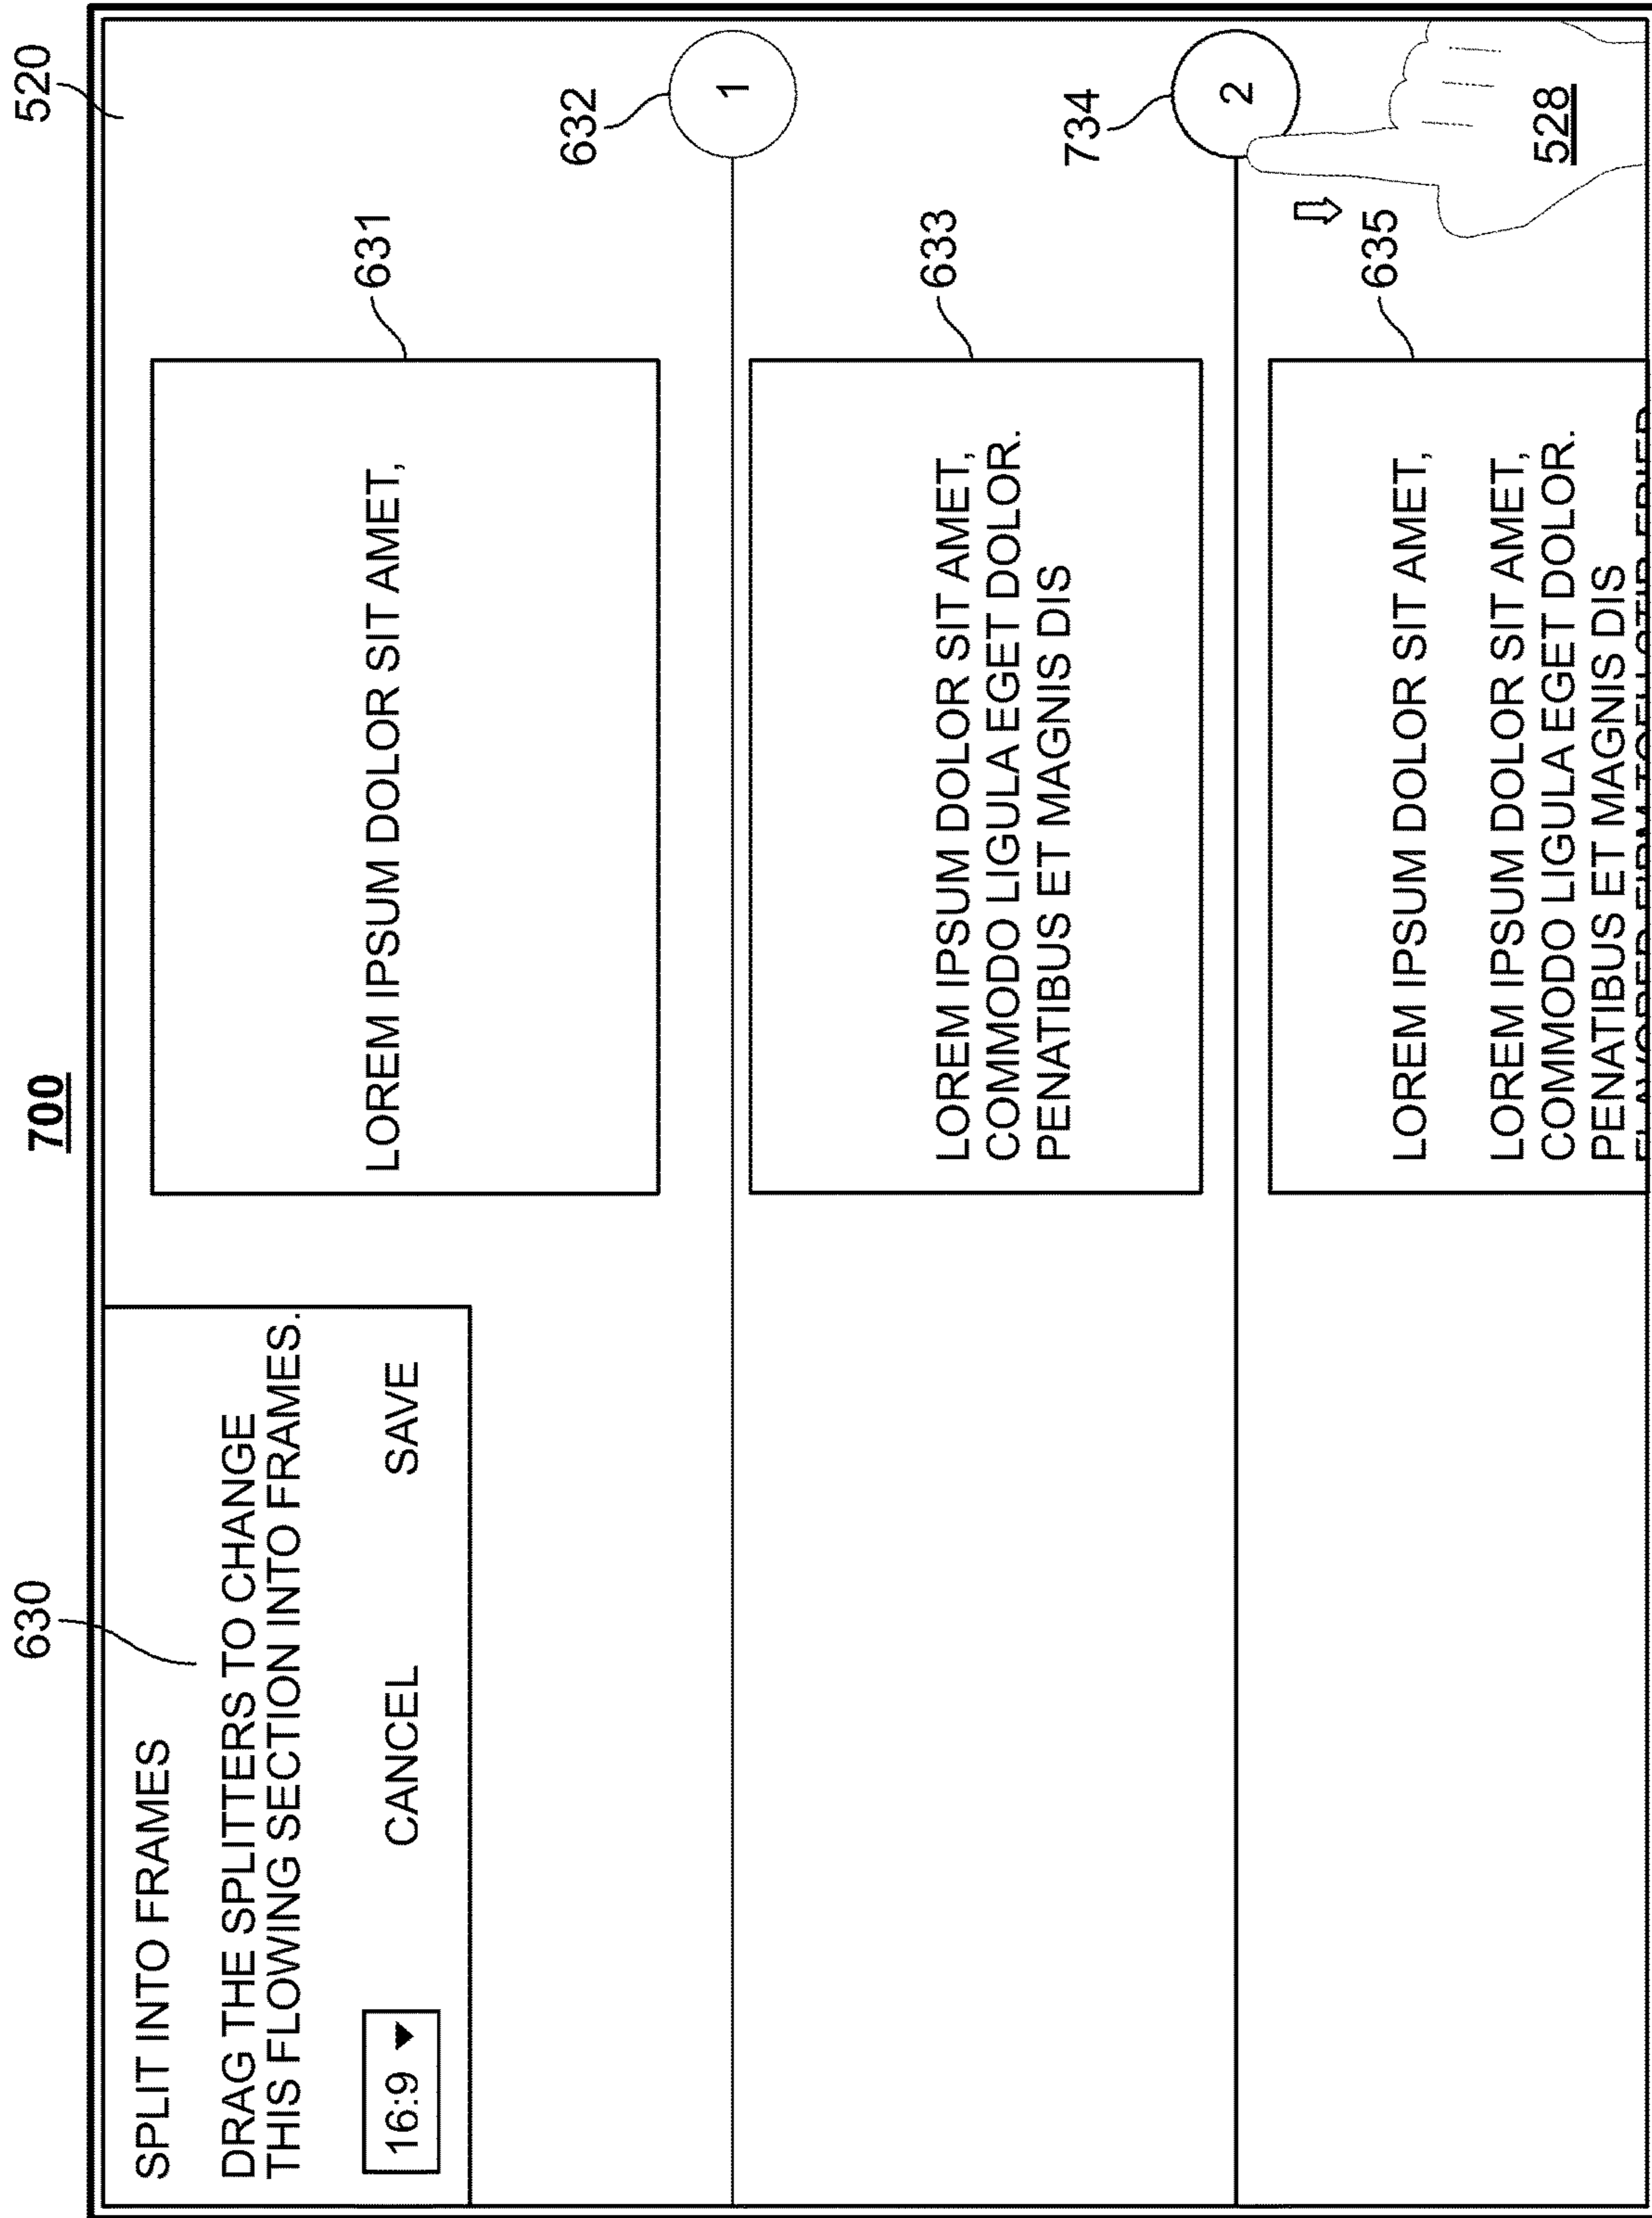 700
630
520
SPLIT INTO FRAMES
DRAG THE SPLITTERS TO CHANGE
THIS FLOWING SECTION INTO FRAMES.
16:9
CANCEL
SAVE
LOREM IPSUM DOLOR SIT AMET,
631
632
1
LOREM IPSUM DOLOR SIT AMET,
COMMODO LIGULA EGET DOLOR.
PENATIBUS ET MAGNIS DIS
633
734
2
LOREM IPSUM DOLOR SIT AMET,
LOREM IPSUM DOLOR SIT AMET,
COMMODO LIGULA EGET DOLOR.
PENATIBUS ET MAGNIS DIS
635
528